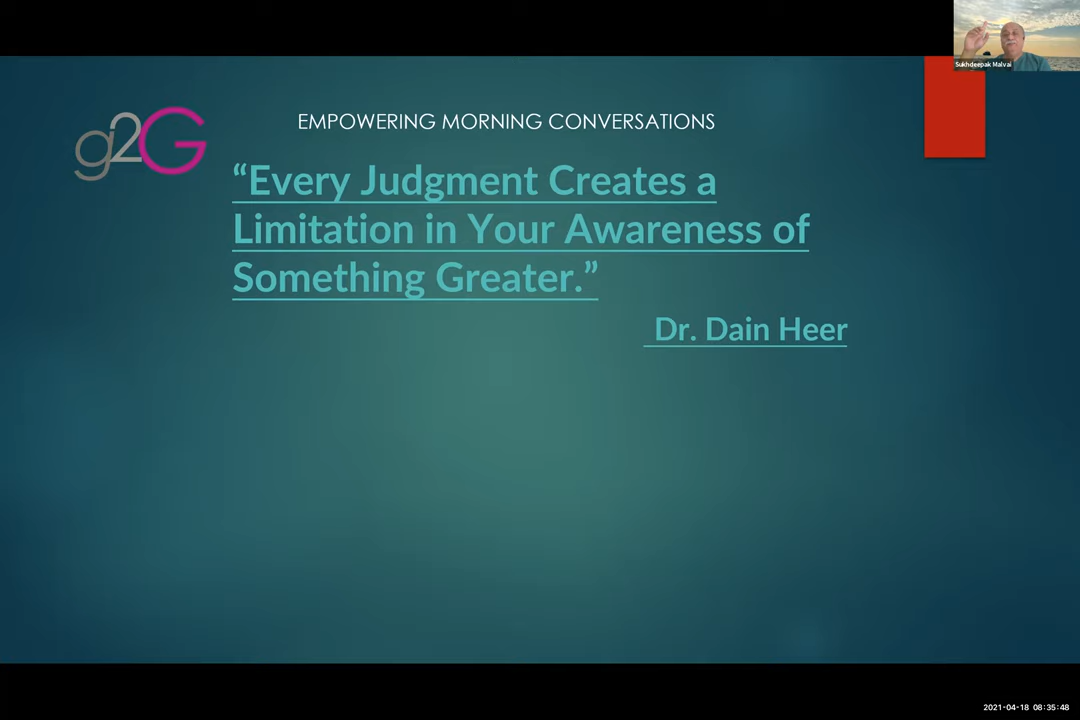 Sukhdeepak Malvai
g2G
EMPOWERING MORNING CONVERSATIONS
“Every Judgment Creates a
Limitation in Your Awareness of
Something Greater.”
Dr. Dain Heer
2021-04-18 08:35:48